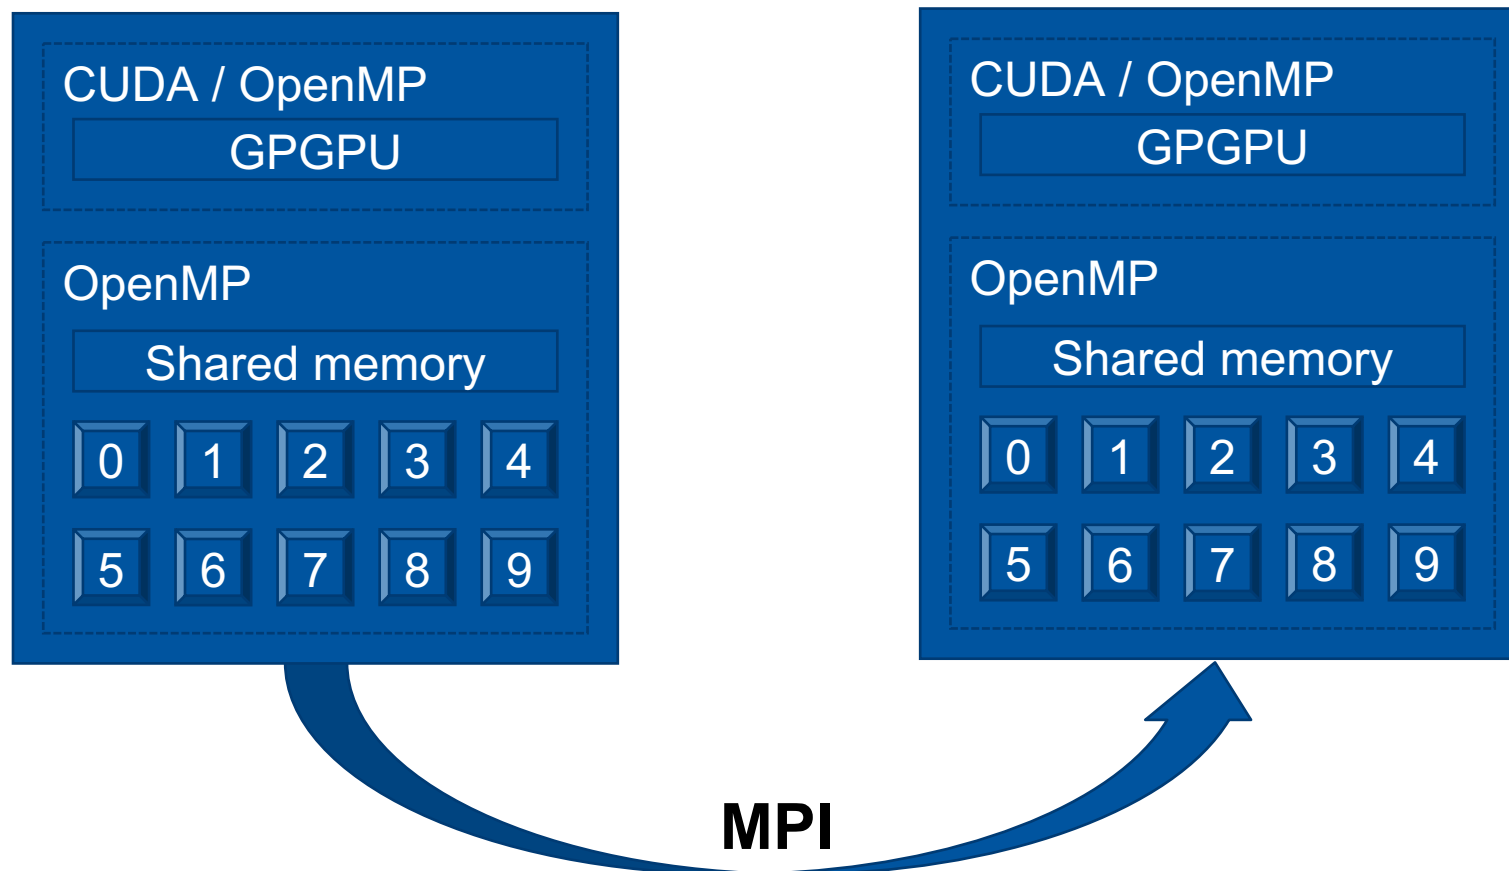 CUDA / OpenMP
GPGPU
OpenMP
Shared memory
0 1 2 3 4
5 6 7 8 9
CUDA / OpenMP
GPGPU
OpenMP
Shared memory
0 1 2 3 4
5 6 7 8 9
MPI